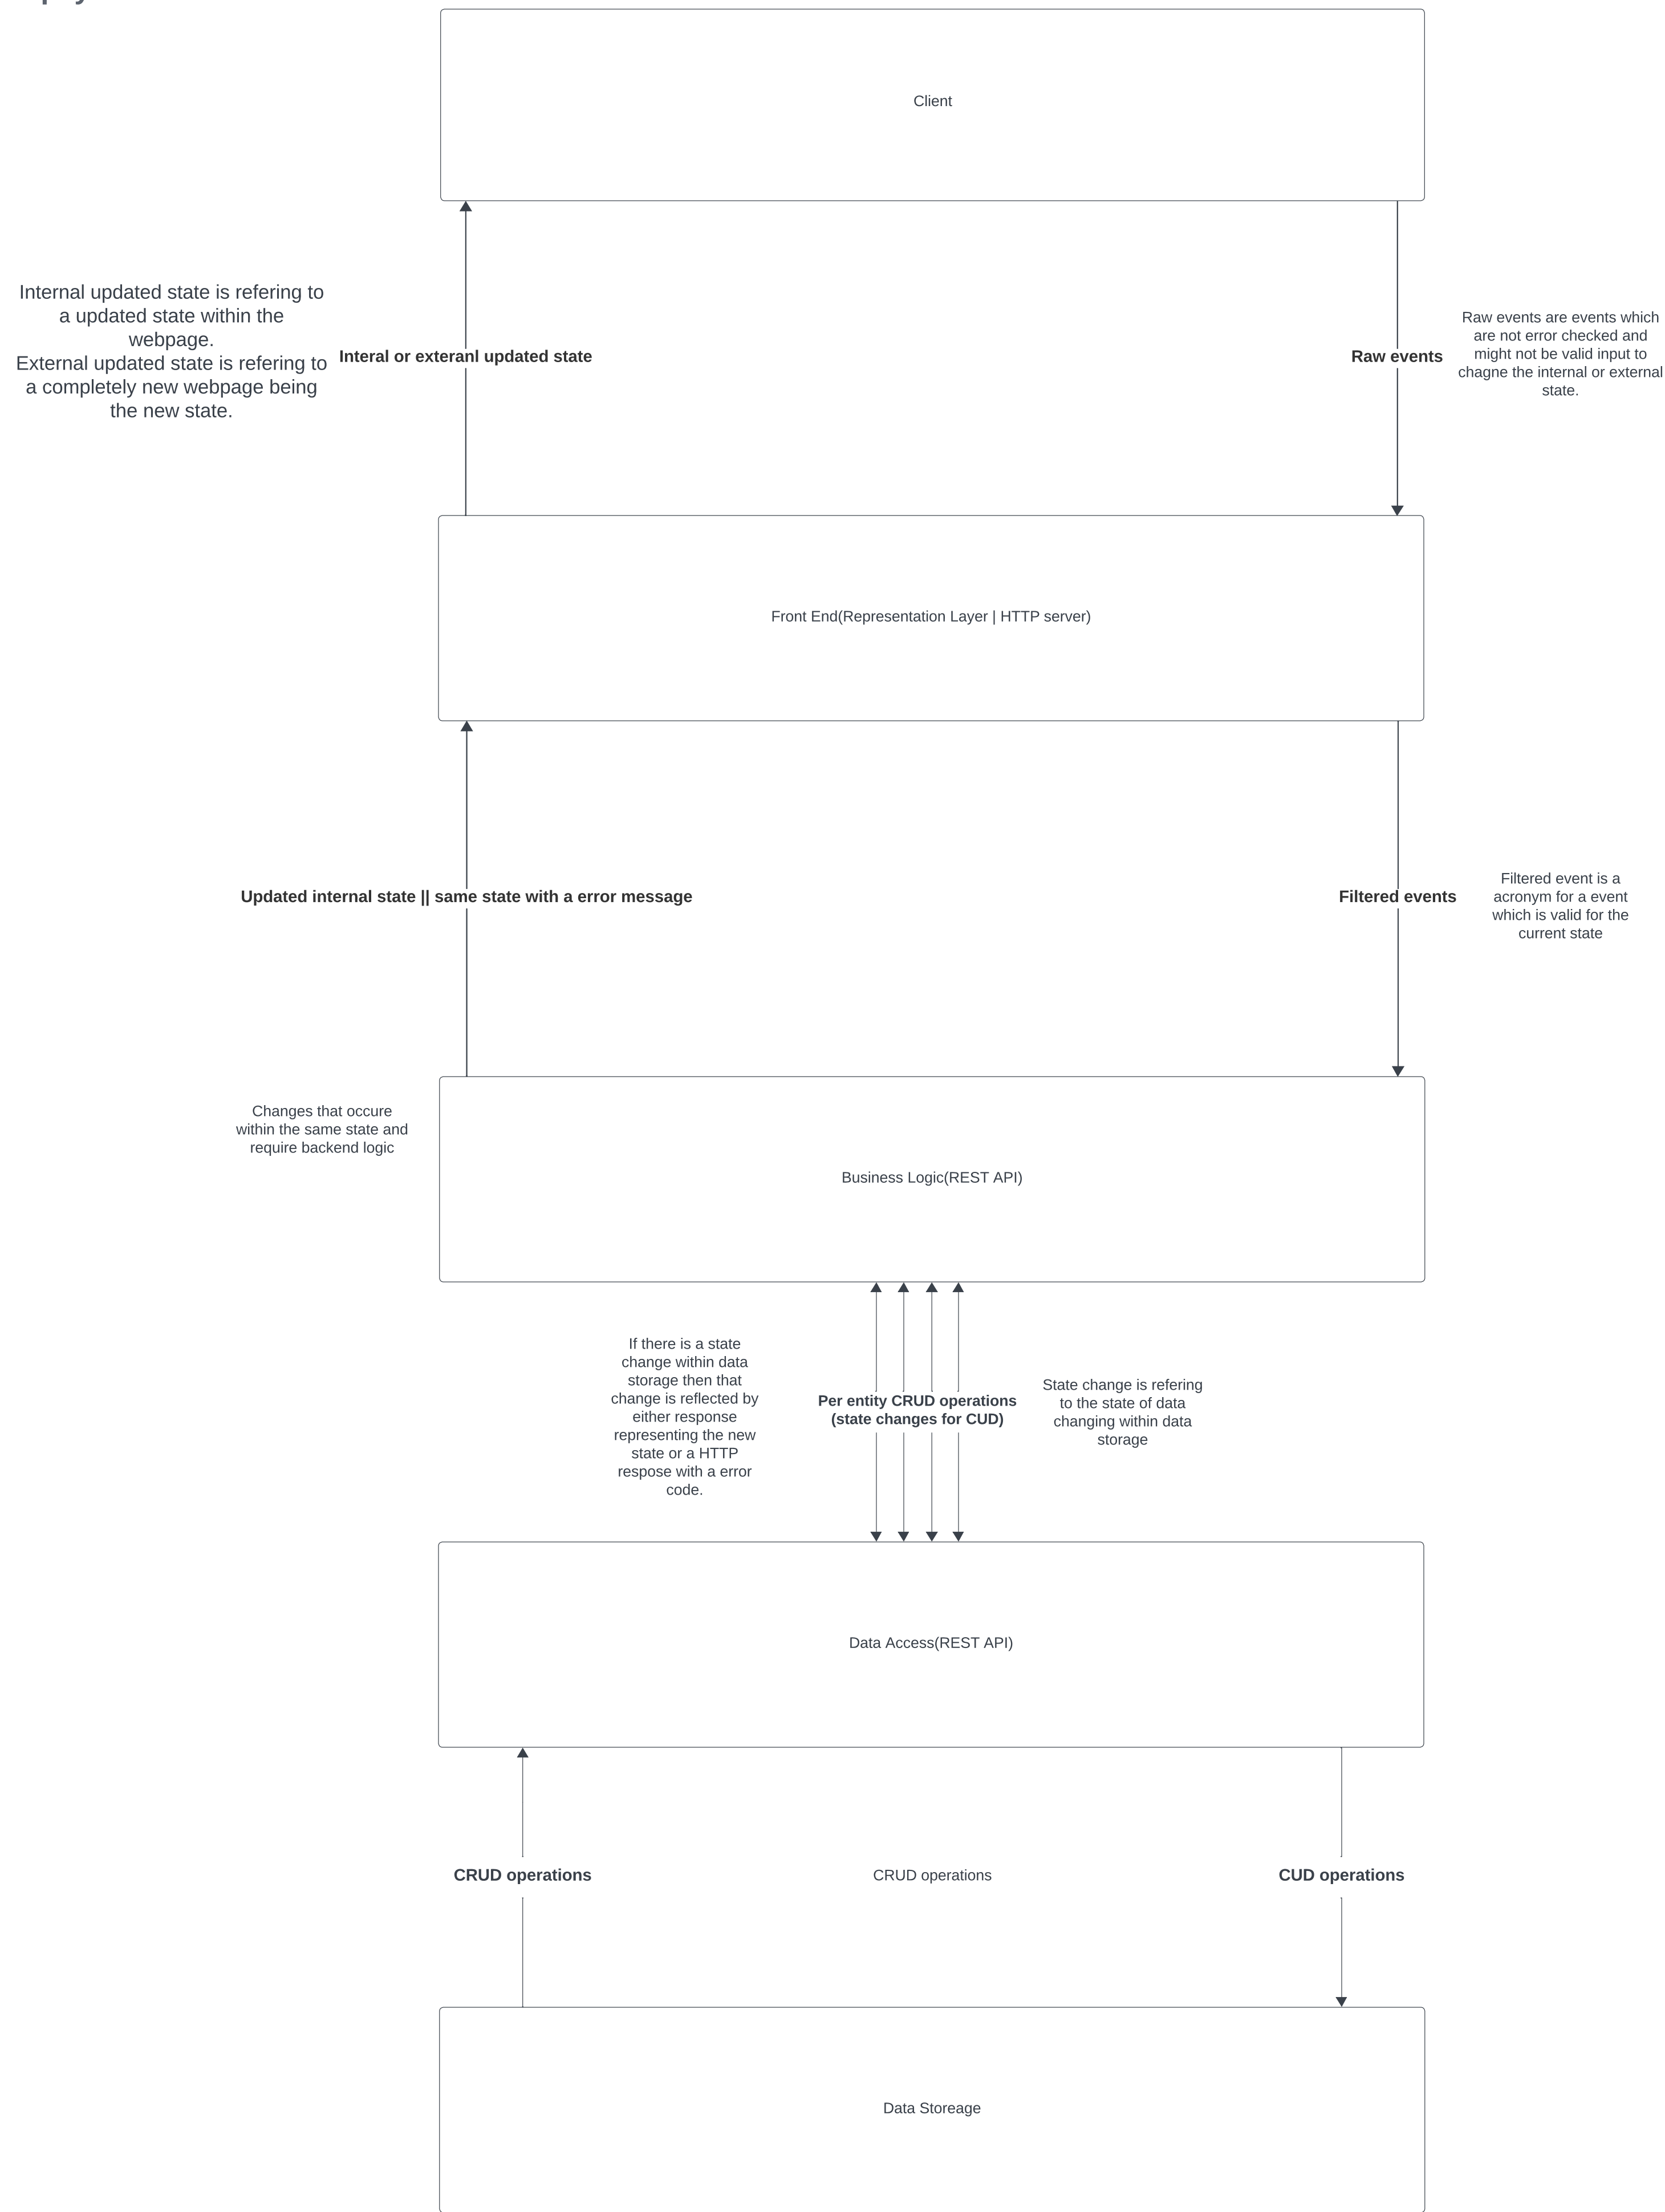 Client
Internal updated state is refering to
a updated state within the
webpage.
External updated state is refering to
a completely new webpage being
the new state.
Interal or exteranl updated state
Raw events
Raw events are events which
are not error checked and
might not be valid input to
chagne the internal or external
state.
Front End(Representation Layer | HTTP server)
Updated internal state || same state with a error message
Filtered events
Filtered event is a
acronym for a event
which is valid for the
current state
Changes that occure
within the same state and
require backend logic
Business Logic(REST API)
If there is a state
change within data
storage then that
change is reflected by
either response
representing the new
state or a HTTP
respose with a error
code.
Per entity CRUD operations
(state changes for CUD)
State change is refering
to the state of data
changing within data
storage
Data Access(REST API)
CRUD operations
CRUD operations
CUD operations
Data Storeage